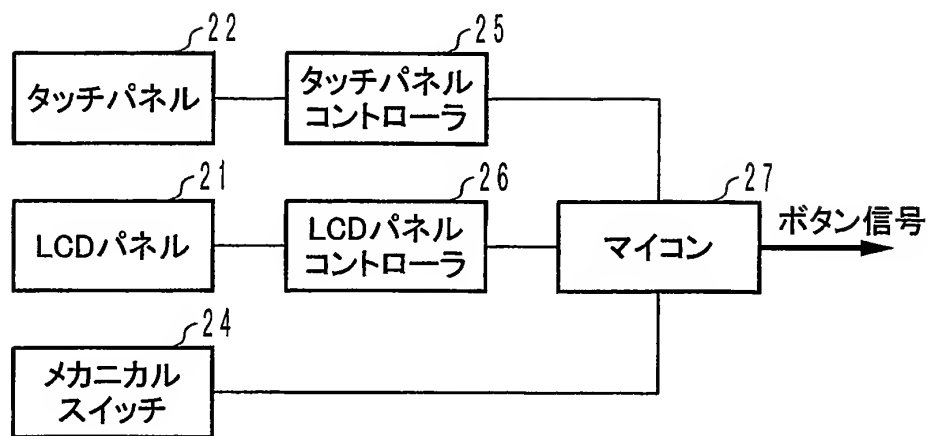 22
タッチパネル
25
タッチパネル
コントローラ
21
LCDパネル
26
LCDパネル
コントローラ
27
マイコン
ボタン信号
24
メカニカル
スイッチ